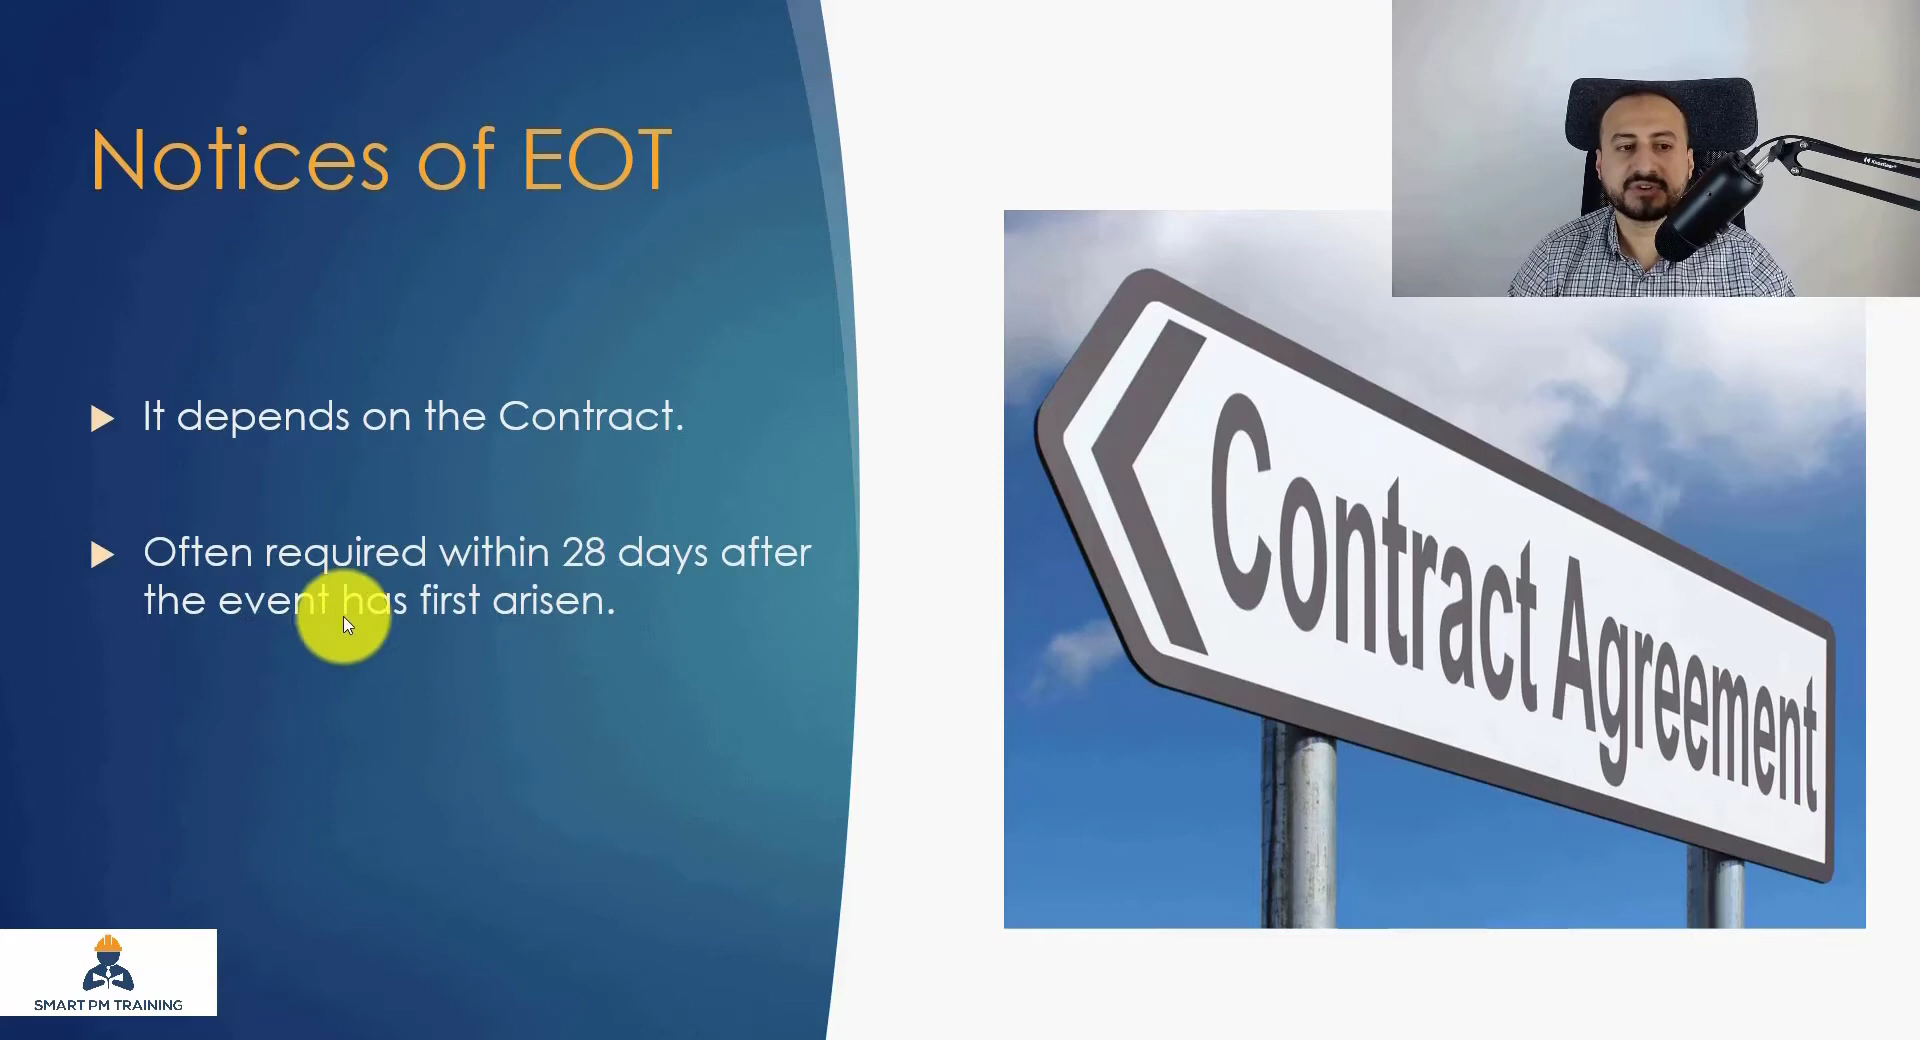 Notices of EOT
It depends on the Contract.
Often required within 28 days after
the event has first arisen.
Contract Agreement
SMART PM TRAINING